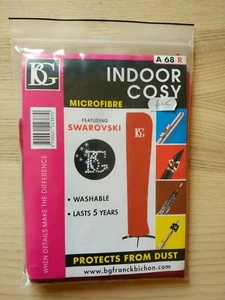 BG
A 68 R
INDOOR
COSY
MICROFIBRE
FEATURING
SWAROVSKI
BG
BG
• WASHABLE
• LASTS 5 YEARS
WHEN DETAILS MAKE THE DIFFERENCE
PROTECTS FROM DUST
www.bgfranckbichon.com